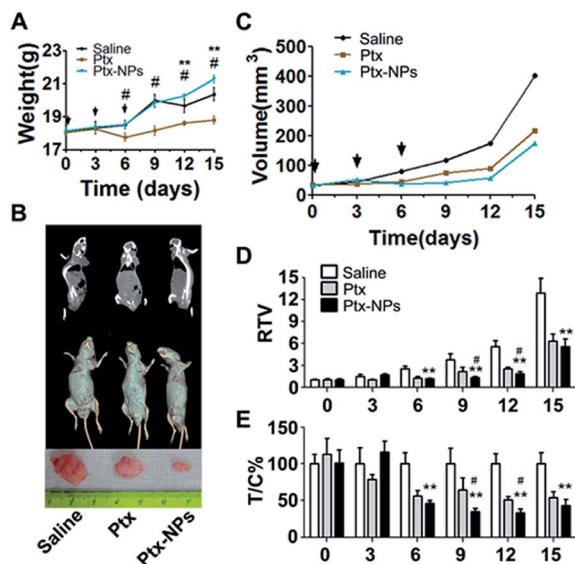 A
Weight(g)
Saline
Ptx
Ptx-NPs
21
19
17
15
13
**
**
#
#
#
#
0 3 6 9 12 15
Time (days)
B
Saline
Ptx
Ptx-NPs
C
Volume(mm3)
500
400
300
200
100
0
Saline
Ptx
Ptx-NPs
0 3 6 9 12 15
Time(days)
D
RTV
15
12
9
6
3
0
Saline
Ptx
Ptx-NPs
**
#
**
#
**
**
0 3 6 9 12 15
E
T/C%
150
100
50
0
**
#
**
#
**
**
0 3 6 9 12 15